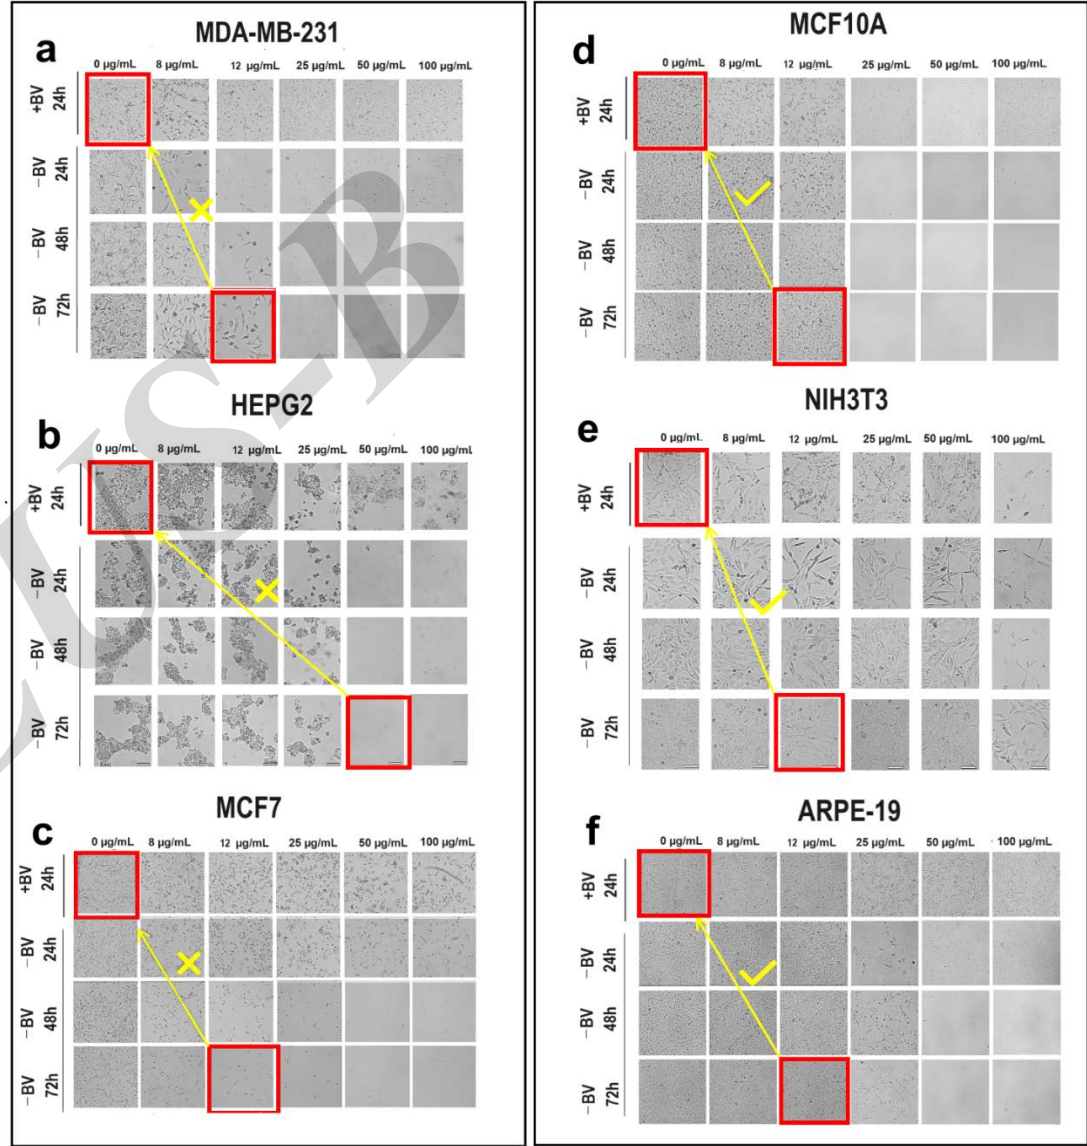 a
MDA-MB-231
0 µg/mL 8 µg/mL 12 µg/mL 25 µg/mL 50 µg/mL 100 µg/mL
+BV 24h
−BV 24h
−BV 48h
−BV 72h
b
HEPG2
0 µg/mL 8 µg/mL 12 µg/mL 25 µg/mL 50 µg/mL 100 µg/mL
+BV 24h
−BV 24h
−BV 48h
−BV 72h
c
MCF7
0 µg/mL 8 µg/mL 12 µg/mL 25 µg/mL 50 µg/mL 100 µg/mL
+BV 24h
−BV 24h
−BV 48h
−BV 72h
d
MCF10A
0 µg/mL 8 µg/mL 12 µg/mL 25 µg/mL 50 µg/mL 100 µg/mL
+BV 24h
−BV 24h
−BV 48h
−BV 72h
e
NIH3T3
0 µg/mL 8 µg/mL 12 µg/mL 25 µg/mL 50 µg/mL 100 µg/mL
+BV 24h
−BV 24h
−BV 48h
−BV 72h
f
ARPE-19
0 µg/mL 8 µg/mL 12 µg/mL 25 µg/mL 50 µg/mL 100 µg/mL
+BV 24h
−BV 24h
−BV 48h
−BV 72h